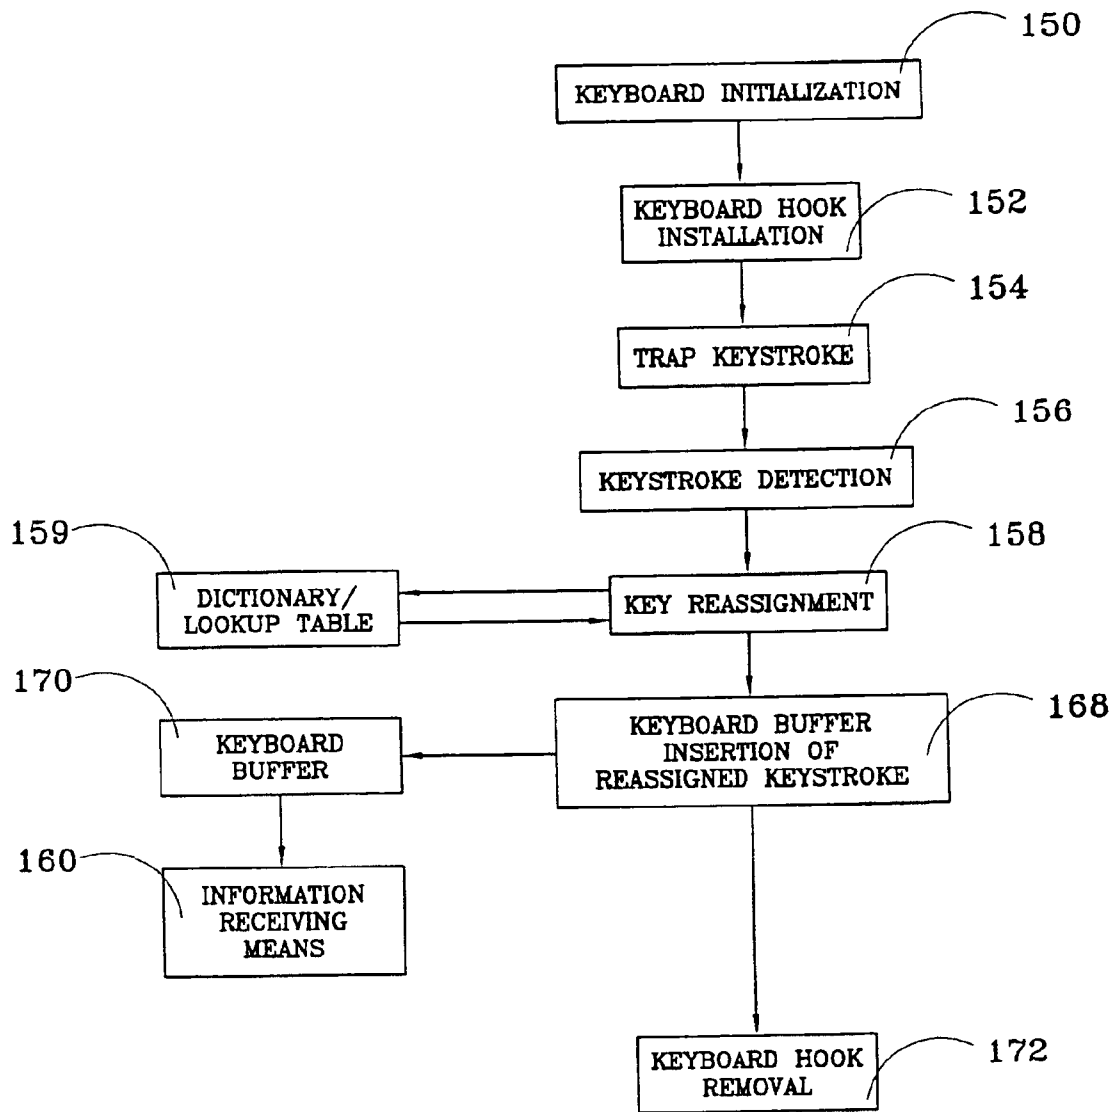 150
KEYBOARD INITIALIZATION
KEYBOARD HOOK
INSTALLATION
152
154
TRAP KEYSTROKE
156
KEYSTROKE DETECTION
159
158
DICTIONARY/
LOOKUP TABLE
KEY REASSIGNMENT
170
168
KEYBOARD
BUFFER
KEYBOARD BUFFER
INSERTION OF
REASSIGNED KEYSTROKE
160
INFORMATION
RECEIVING
MEANS
KEYBOARD HOOK
REMOVAL
172